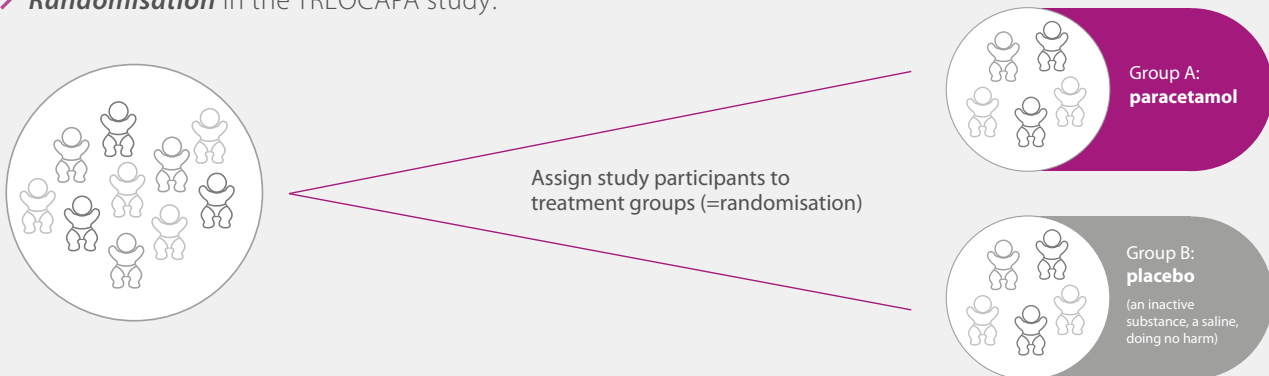 Randomisation in the TREOCAPA study:
Group A:
paracetamol
Assign study participants to
treatment groups (=randomisation)
Group B:
placebo
(an inactive
substance, a saline,
doing no harm)